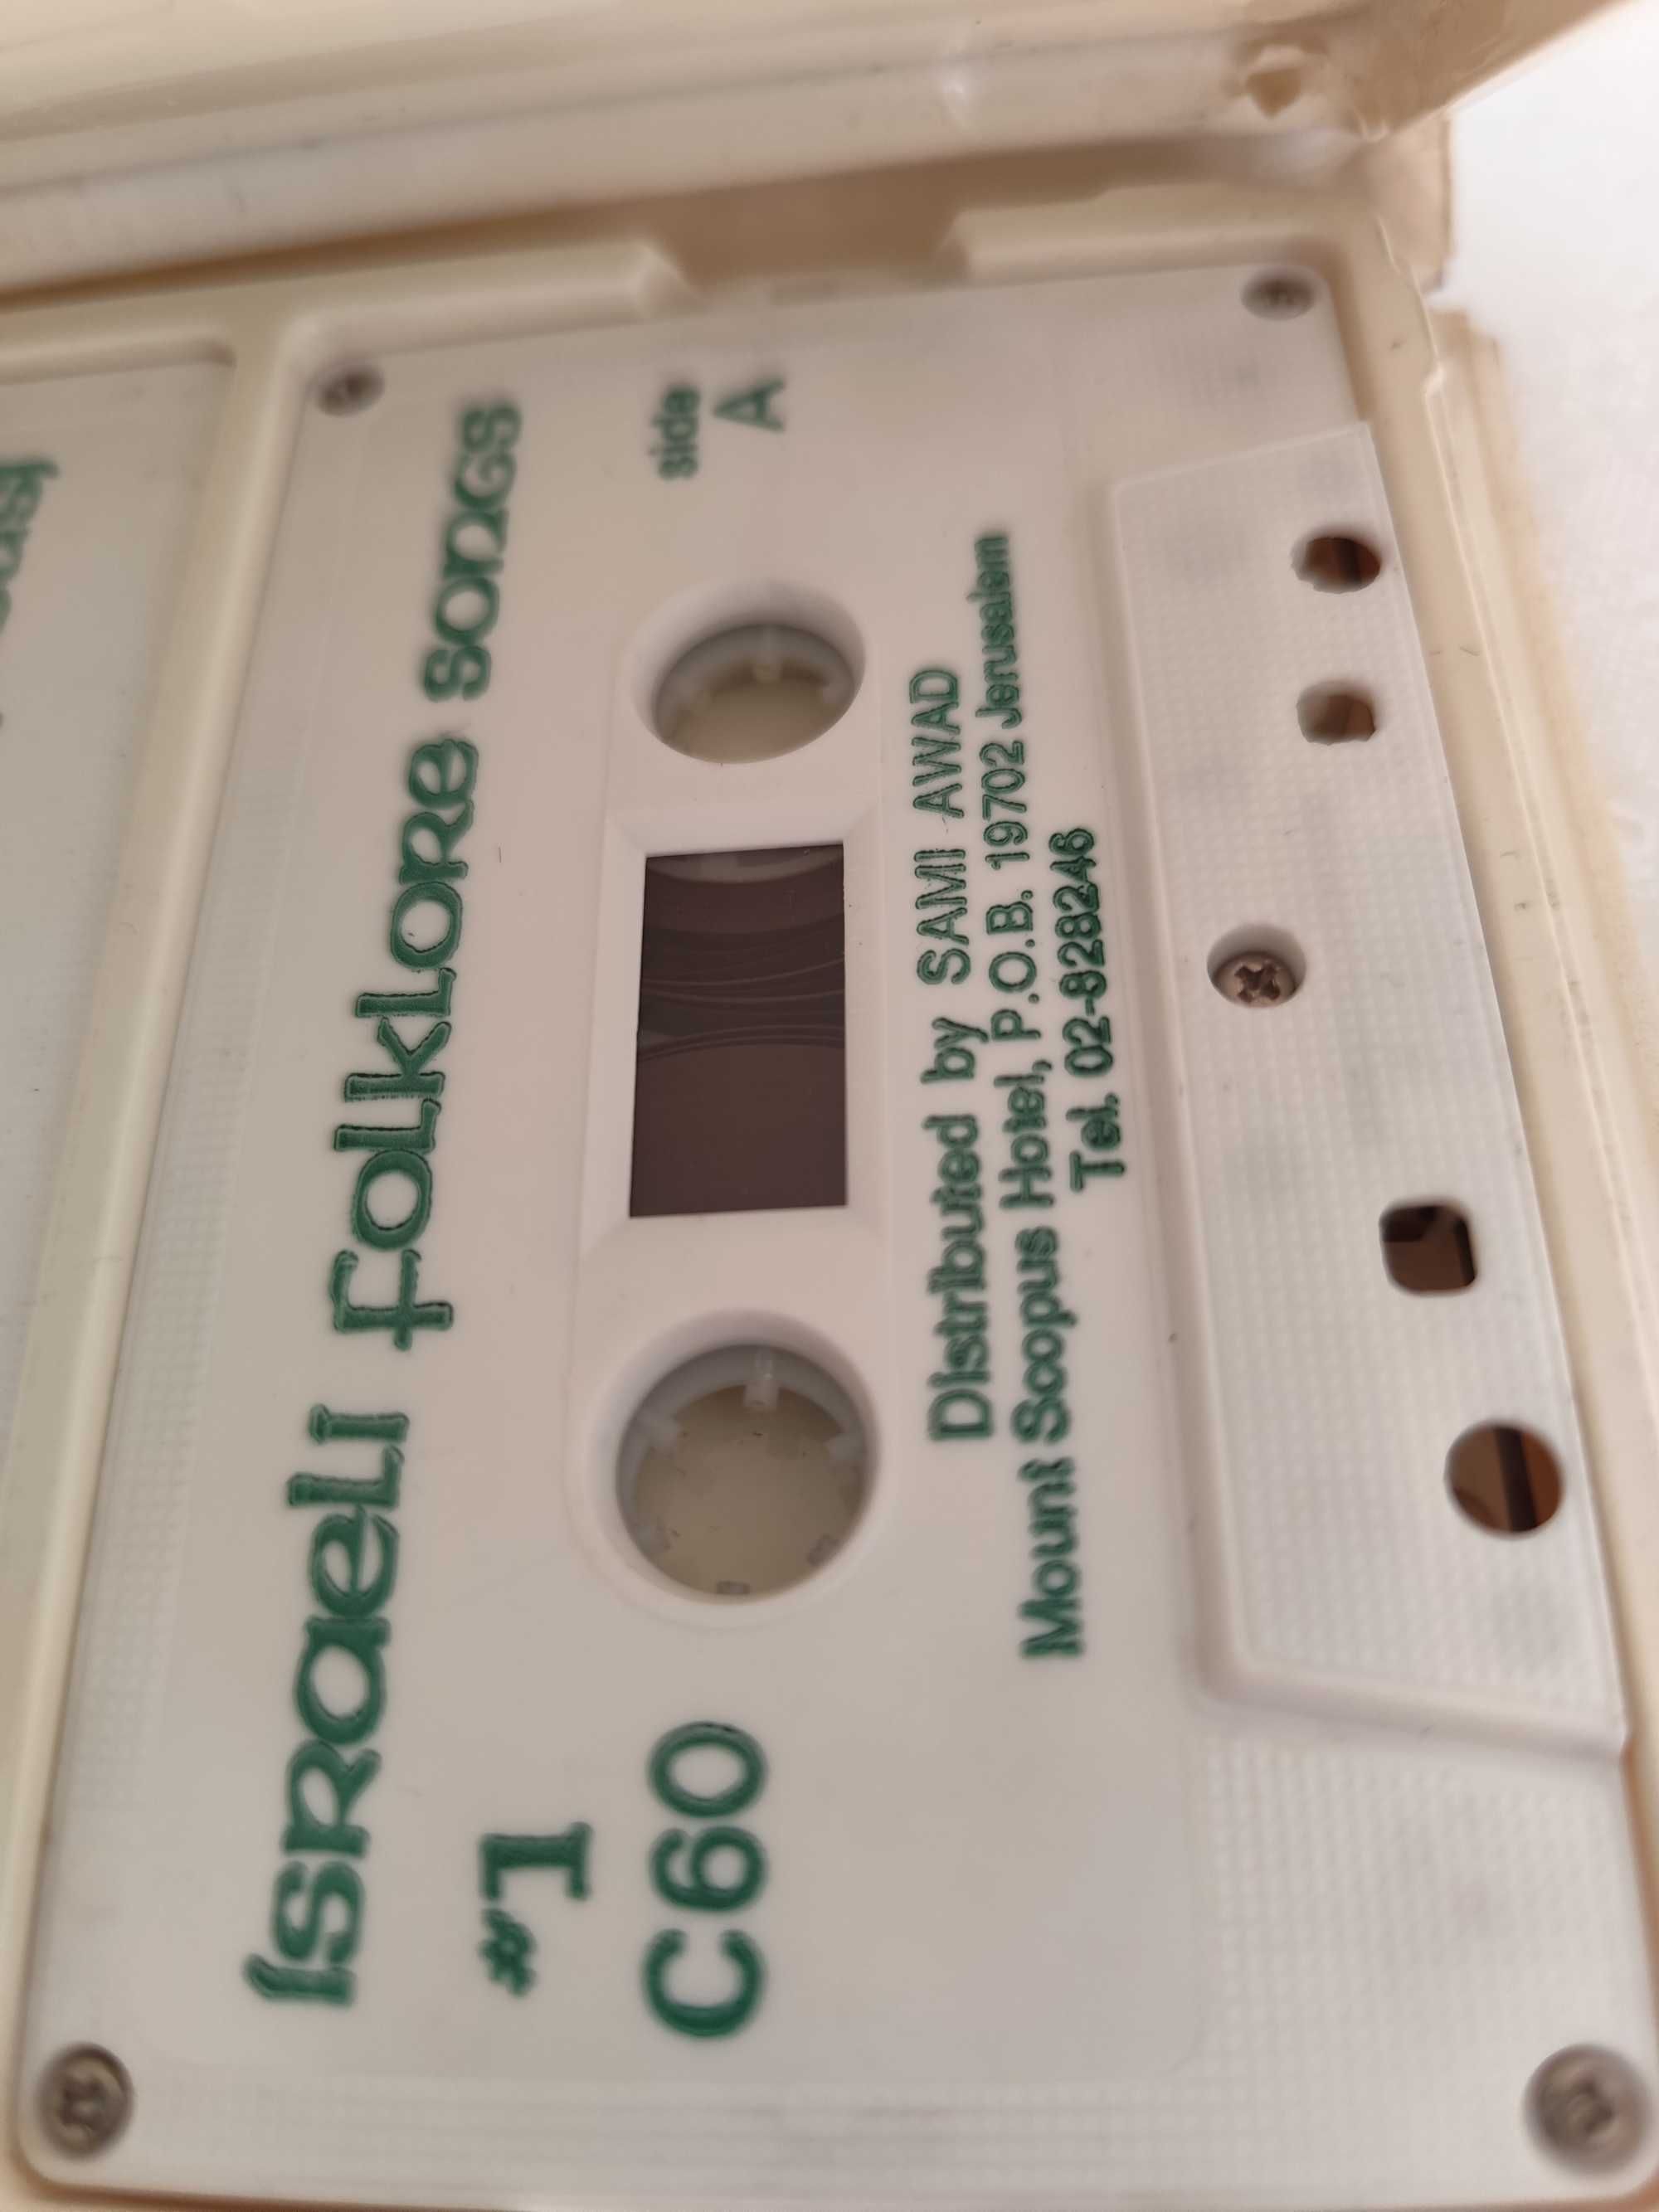 Israeli Folklore Songs
#1
side
A
C60
Distributed by SAMI AWAD
Mount Scopus Hotel, P.O.B. 19702 Jerusalem
Tel. 02-828246